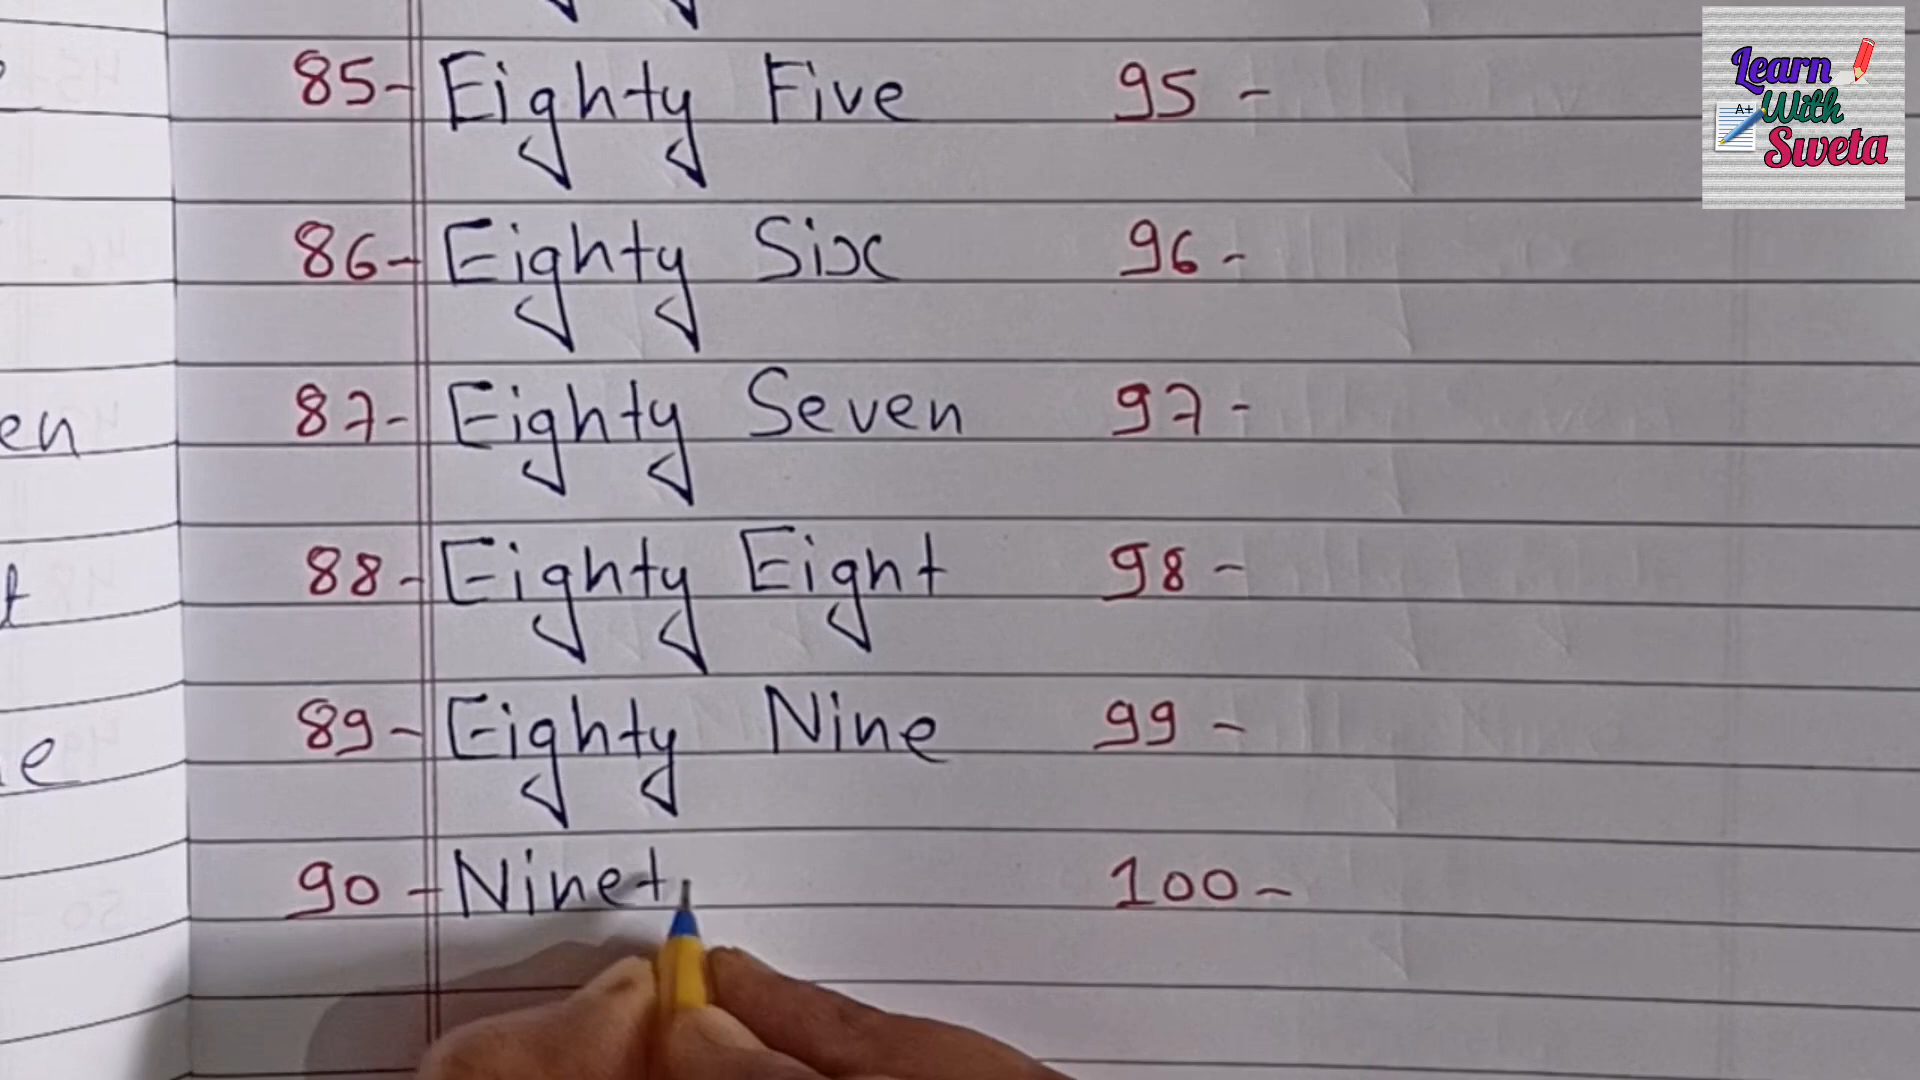 85- Eighty Five 95 -
86- Eighty Six 96 -
en 87- Eighty Seven 97 -
t 88- Eighty Eight 98 -
e 89- Eighty Nine 99 -
90 - Ninet 100 -
Learn
A+ With
Sweta